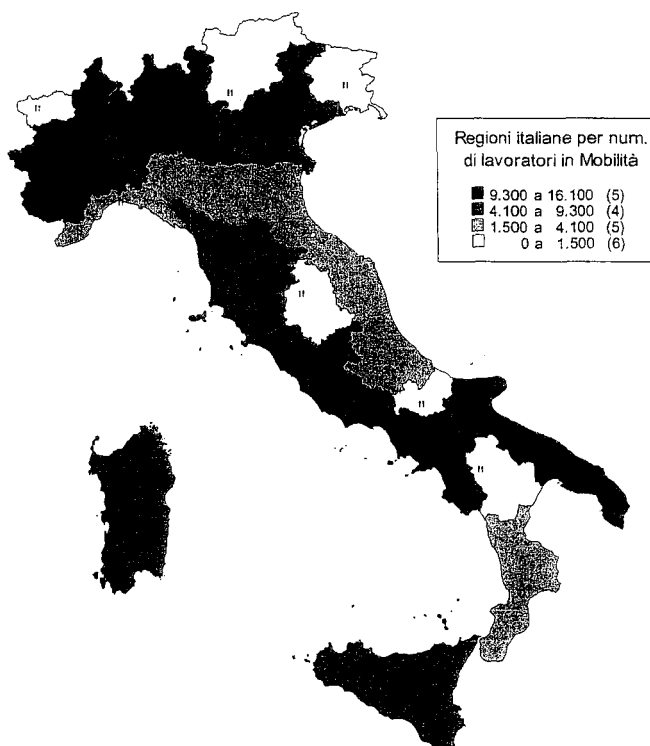 Regioni italiane per num.
di lavoratori in Mobilità
9.300 a 16.100 (5)
4.100 a 9.300 (4)
1.500 a 4.100 (5)
0 a 1.500 (6)